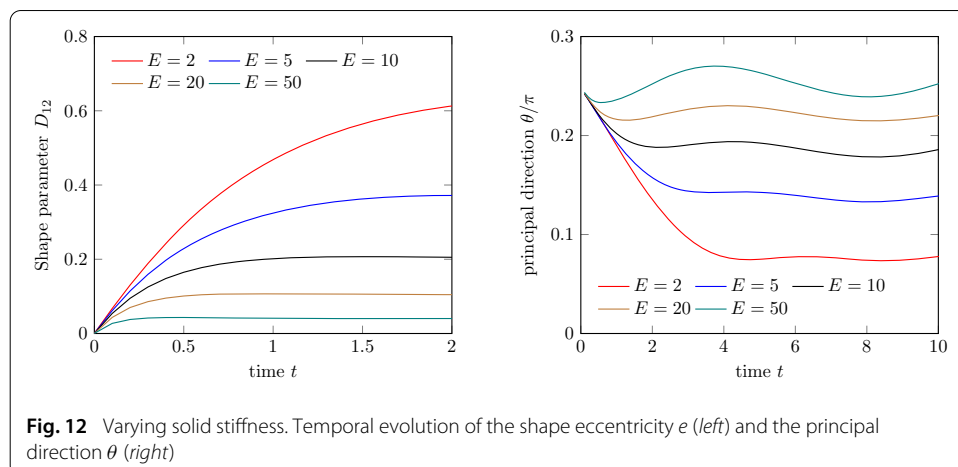 0.8
0.6
0.4
0.2
0
Shape parameter D₁₂
E = 2 E = 5 E = 10
E = 20 E = 50
0 0.5 1 1.5 2
time t
0.3
0.2
0.1
0
principal direction θ/π
E = 2 E = 5 E = 10
E = 20 E = 50
0 2 4 6 8 10
time t
Fig. 12 Varying solid stiffness. Temporal evolution of the shape eccentricity e (left) and the principal
direction θ (right)